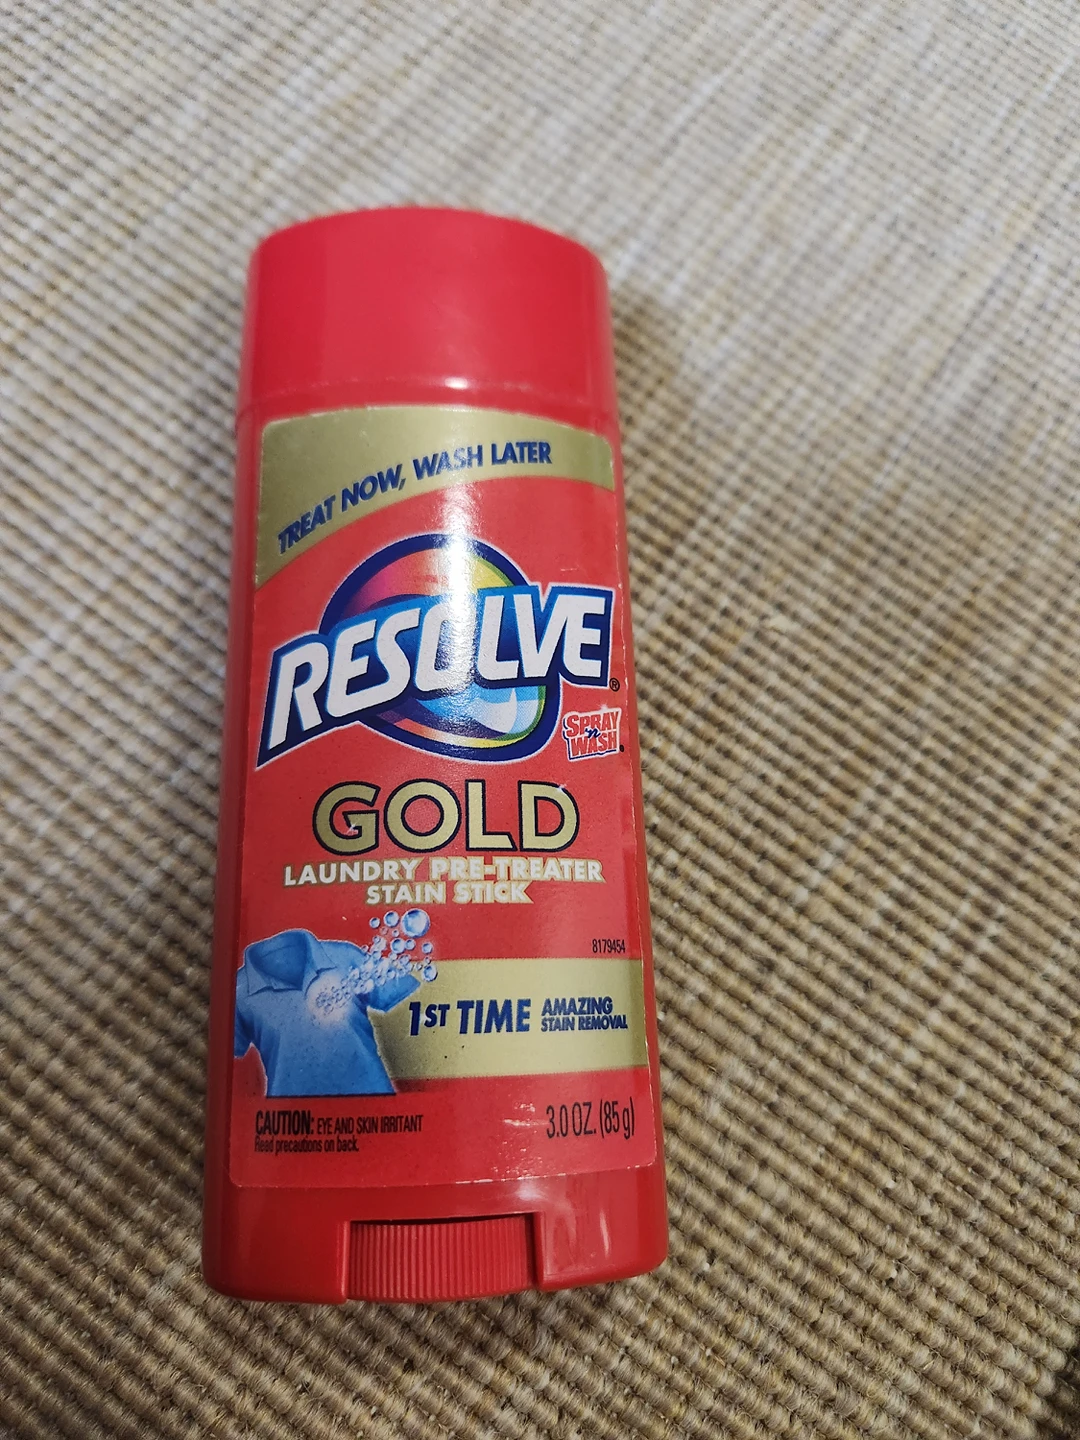 TREAT NOW, WASH LATER
RESOLVE®
SPRAY
'n
WASH®
GOLD
LAUNDRY PRE-TREATER
STAIN STICK
8179454
1ST TIME AMAZING
STAIN REMOVAL
CAUTION: EYE AND SKIN IRRITANT
Read precautions on back.
3.0 OZ. (85 g)